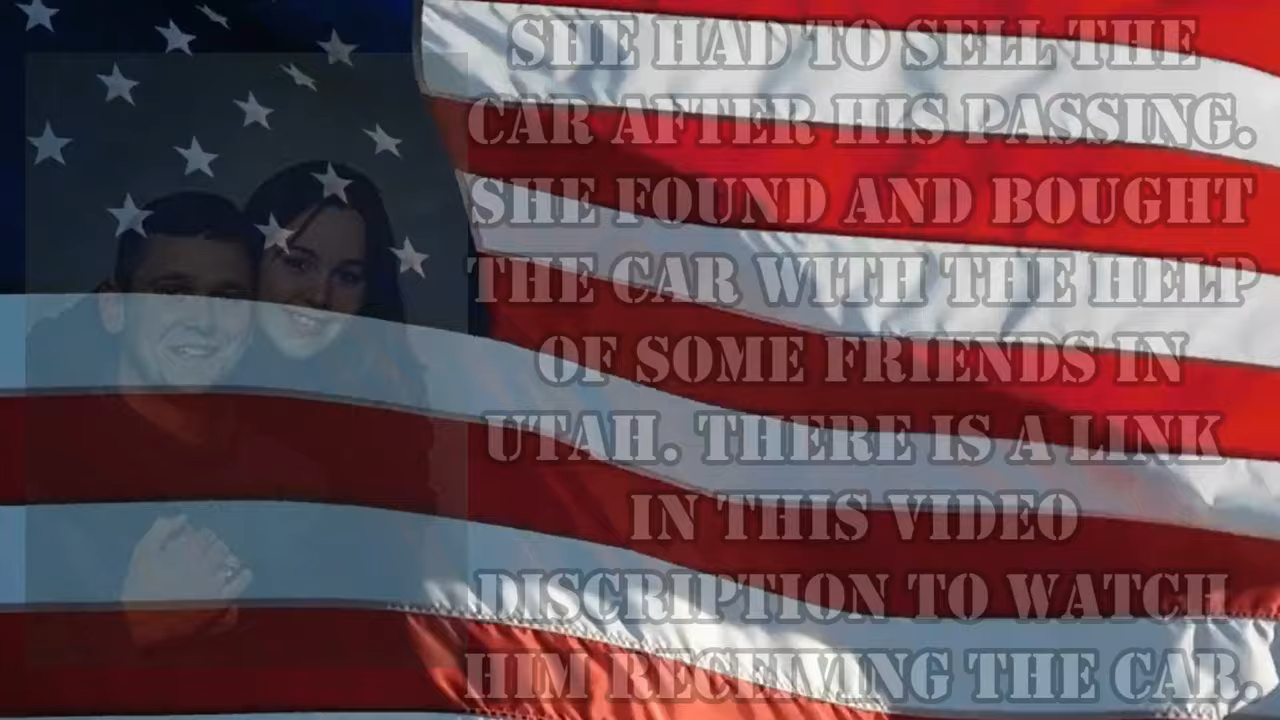 SHE HAD TO SELL THE
CAR AFTER HIS PASSING.
SHE FOUND AND BOUGHT
THE CAR WITH THE HELP
OF SOME FRIENDS IN
UTAH. THERE IS A LINK
IN THIS VIDEO
DISCRIPTION TO WATCH
HIM RECEIVING THE CAR.